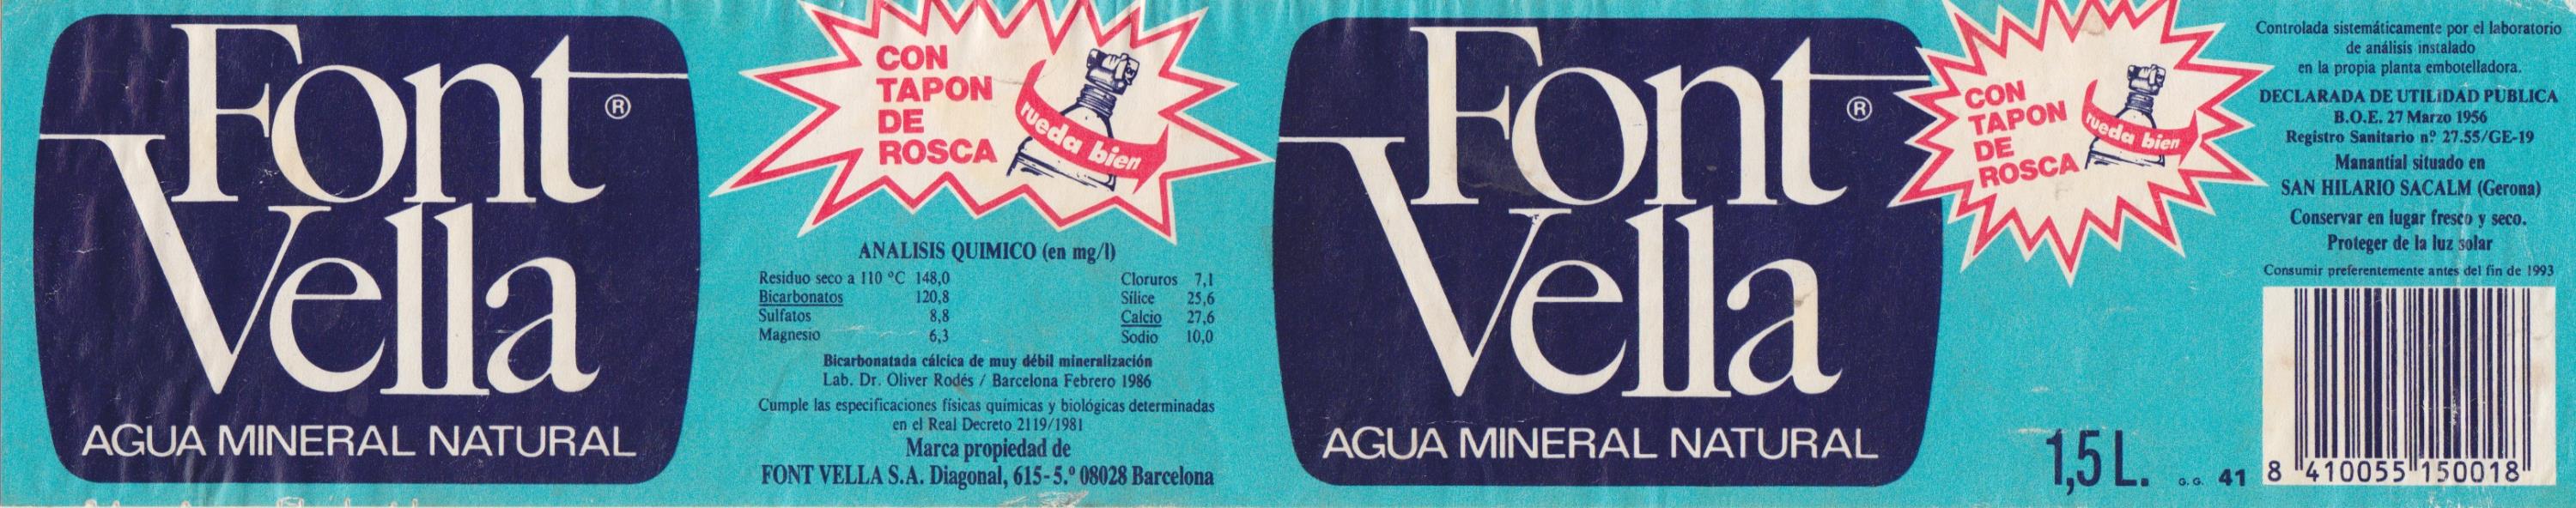 Font
Vella
®
AGUA MINERAL NATURAL
CON
TAPON
DE
ROSCA
rueda bien
ANALISIS QUIMICO (en mg/l)
Residuo seco a 110 ºC 148,0
Bicarbonatos 120,8
Sulfatos 8,8
Magnesio 6,3
Cloruros 7,1
Sílice 25,6
Calcio 27,6
Sodio 10,0
Bicarbonatada cálcica de muy débil mineralización
Lab. Dr. Oliver Rodés / Barcelona Febrero 1986
Cumple las especificaciones físicas químicas y biológicas determinadas
en el Real Decreto 2119/1981
Marca propiedad de
FONT VELLA S.A. Diagonal, 615-5.º 08028 Barcelona
Font
Vella
®
AGUA MINERAL NATURAL
CON
TAPON
DE
ROSCA
rueda bien
Controlada sistemáticamente por el laboratorio
de análisis instalado
en la propia planta embotelladora.
DECLARADA DE UTILIDAD PUBLICA
B.O.E. 27 Marzo 1956
Registro Sanitario nº 27.55/GE-19
Manantial situado en
SAN HILARIO SACALM (Gerona)
Conservar en lugar fresco y seco.
Proteger de la luz solar
Consumir preferentemente antes del fin de 1993
1,5 L.
G.G. 41
8 410055 150018